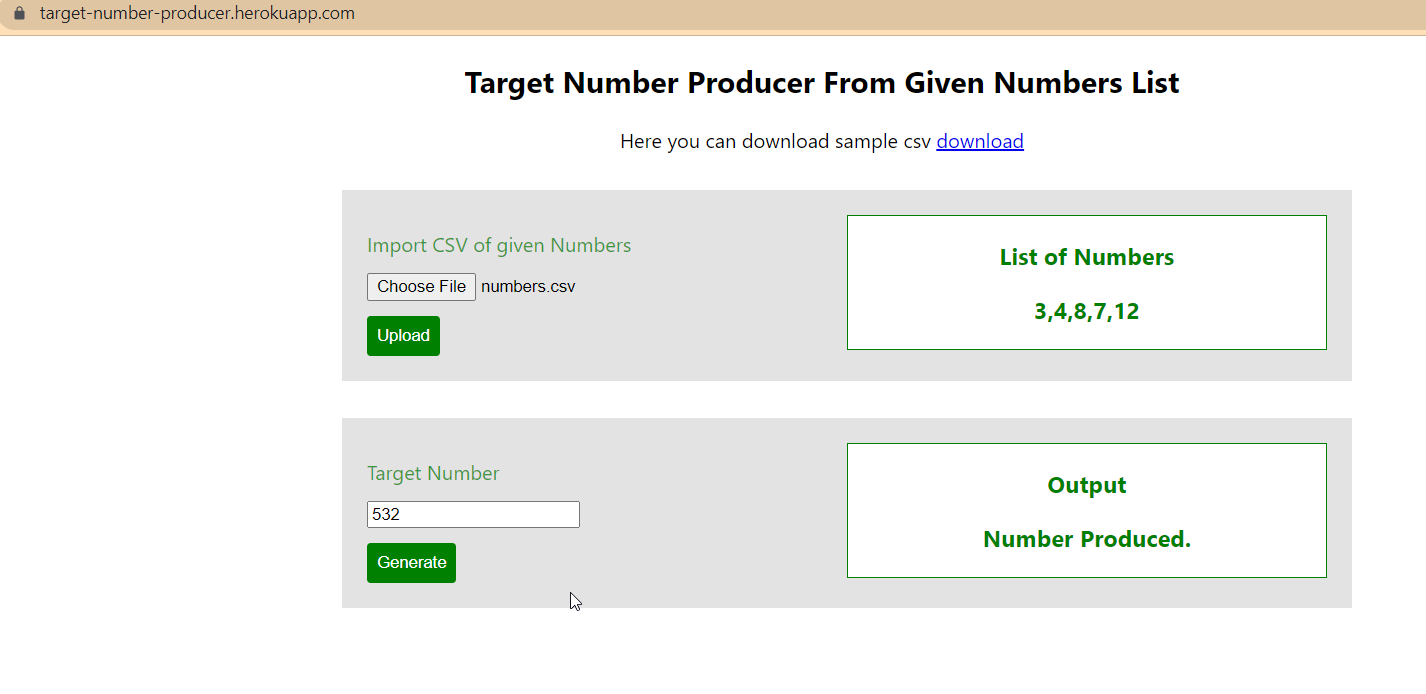 target-number-producer.herokuapp.com
Target Number Producer From Given Numbers List
Here you can download sample csv download
Import CSV of given Numbers
Choose File numbers.csv
Upload
List of Numbers
3,4,8,7,12
Target Number
532
Generate
Output
Number Produced.